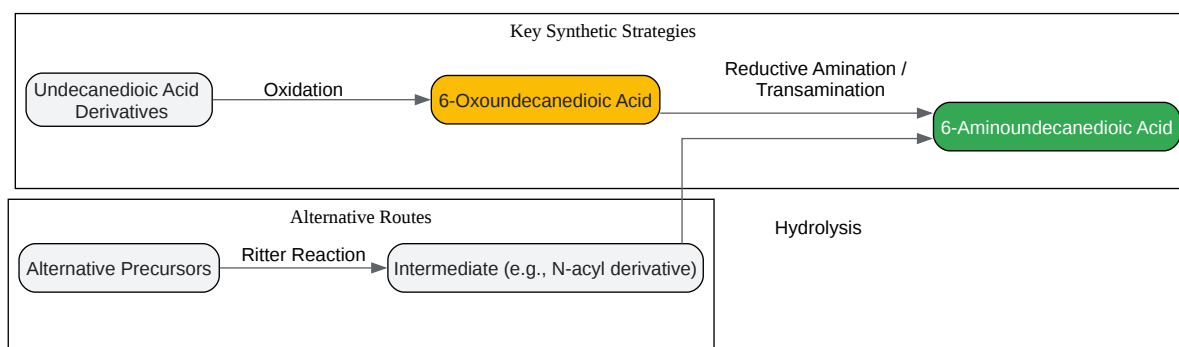 Key Synthetic Strategies
Undecanedioic Acid
Derivatives
Oxidation
6-Oxoundecanedioic Acid
Reductive Amination /
Transamination
6-Aminoundecanedioic Acid
Alternative Routes
Alternative Precursors
Ritter Reaction
Intermediate (e.g., N-acyl derivative)
Hydrolysis